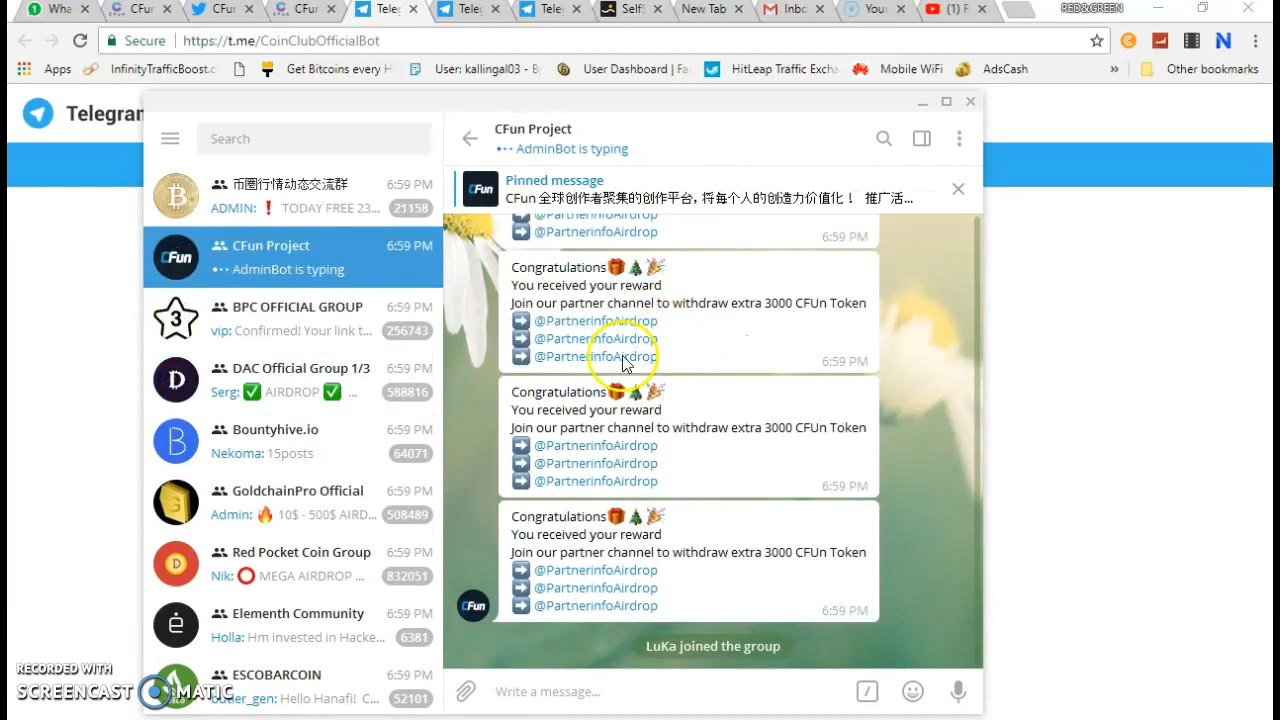 Wha
CFun
CFun
CFun
Teleg
Teleg
Teleg
SelfS
New Tab
Inbo
Your
(1) F
RED&GREEN
Secure
https://t.me/CoinClubOfficialBot
Apps
InfinityTrafficBoost.c
Get Bitcoins every H
User: kallingal03 - B
User Dashboard | Fa
HitLeap Traffic Excha
Mobile WiFi
AdsCash
»
Other bookmarks
Telegram
Search
币圈行情动态交流群
6:59 PM
ADMIN: ❗ TODAY FREE 23...
21158
CFun
CFun Project
6:59 PM
AdminBot is typing
3
BPC OFFICIAL GROUP
6:59 PM
vip: Confirmed! Your link t...
256743
DAC Official Group 1/3
6:59 PM
Serg: ✅ AIRDROP ✅ ...
588816
Bountyhive.io
6:59 PM
Nekoma: 15posts
64071
GoldchainPro Official
6:59 PM
Admin: 🔥 10$ - 500$ AIRD...
508489
Red Pocket Coin Group
6:59 PM
Nik: ⭕ MEGA AIRDROP ...
832051
Elementh Community
6:59 PM
Holla: Hm invested in Hacke...
6381
ESCOBARCOIN
6:59 PM
butler_gen: Hello Hanafi! C...
52101
CFun Project
AdminBot is typing
CFun
Pinned message
CFun 全球创作者聚集的创作平台, 将每个人的创造力价值化！ 推广活...
➡ @PartnerinfoAirdrop
6:59 PM
Congratulations🎁🎄🎉
You received your reward
Join our partner channel to withdraw extra 3000 CFUn Token
➡ @PartnerinfoAirdrop
➡ @PartnerinfoAirdrop
➡ @PartnerinfoAirdrop
6:59 PM
Congratulations🎁🎄🎉
You received your reward
Join our partner channel to withdraw extra 3000 CFUn Token
➡ @PartnerinfoAirdrop
➡ @PartnerinfoAirdrop
➡ @PartnerinfoAirdrop
6:59 PM
Congratulations🎁🎄🎉
You received your reward
Join our partner channel to withdraw extra 3000 CFUn Token
➡ @PartnerinfoAirdrop
➡ @PartnerinfoAirdrop
➡ @PartnerinfoAirdrop
6:59 PM
CFun
LuKa joined the group
Write a message...
RECORDED WITH
SCREENCAST MATIC